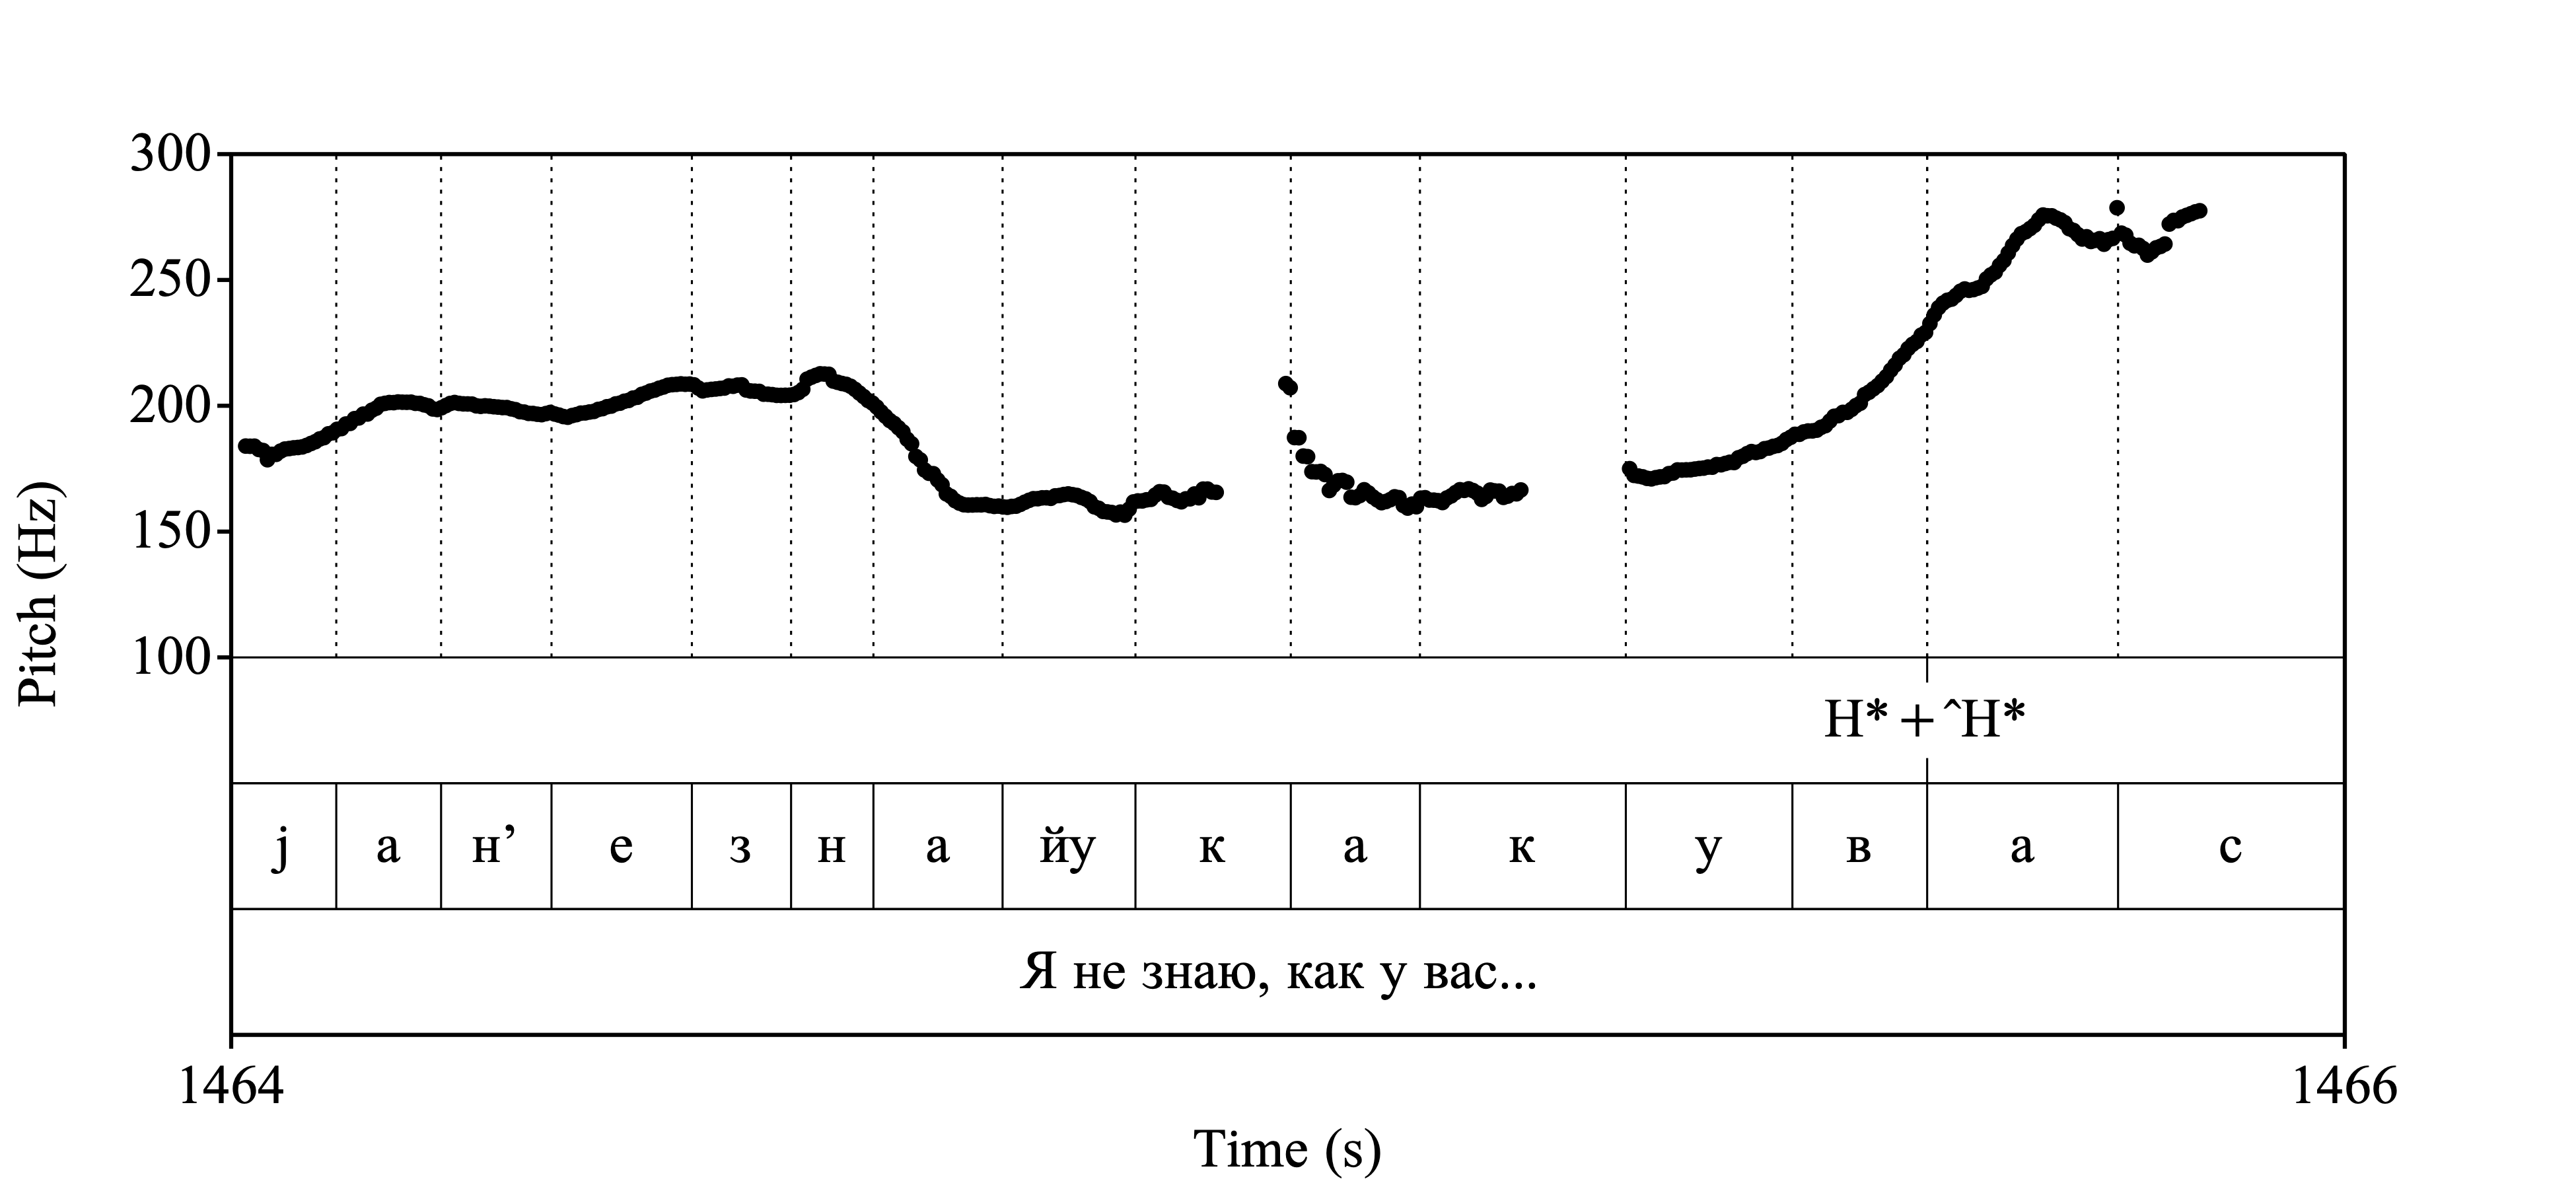 300
250
200
150
100
Pitch (Hz)
H* + ˆH*
j а н’ е з н а йу к а к у в а с
Я не знаю, как у вас...
1464 1466
Time (s)